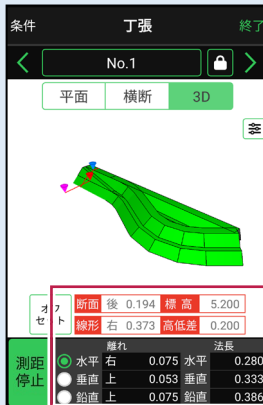 条件 丁張 終了
No.1
平面 横断 3D
オフセット
断面 後 0.194 標高 5.200
線形 右 0.373 高低差 0.200
離れ 法長
測距停止
水平 右 0.075 水平 0.280
垂直 上 0.053 垂直 0.333
鉛直 上 0.075 鉛直 0.386